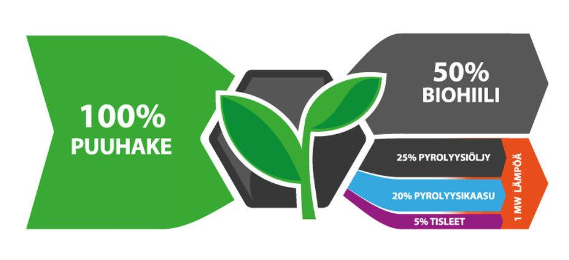 100%
PUUHAKE
50%
BIOHIILI
25% PYROLYYSIÖLJY
20% PYROLYYSIKAASU
5% TISLEET
1 MW LÄMPÖÄ